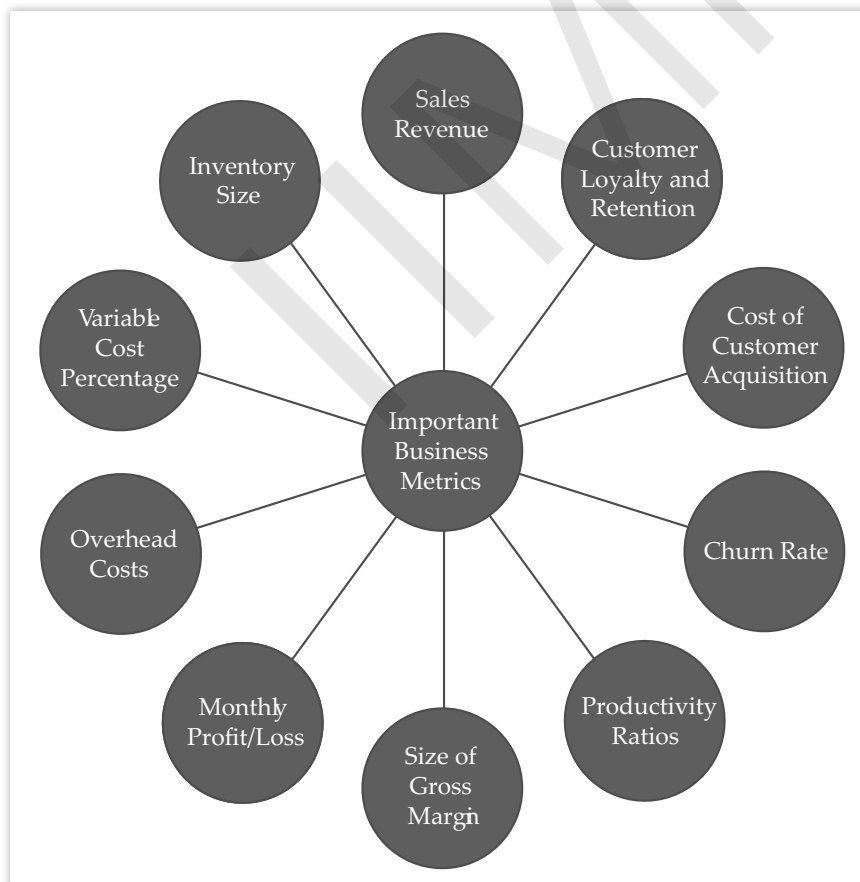 Sales
Revenue
Customer
Loyalty and
Retention
Cost of
Customer
Acquisition
Churn Rate
Productivity
Ratios
Size of
Gross
Margin
Monthly
Profit/Loss
Overhead
Costs
Variable
Cost
Percentage
Inventory
Size
Important
Business
Metrics